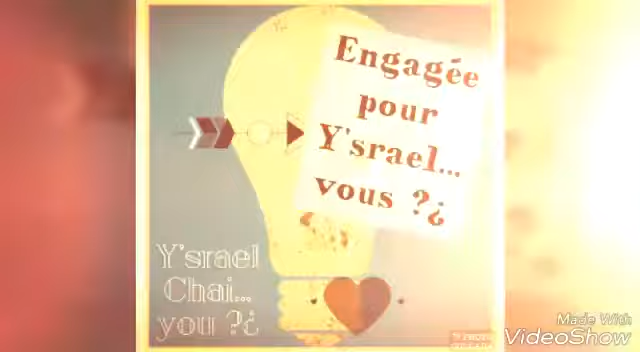 Engagée
pour
Y'srael...
vous ?¿
Y'srael
Chai...
you ?¿
Made With
VideoShow